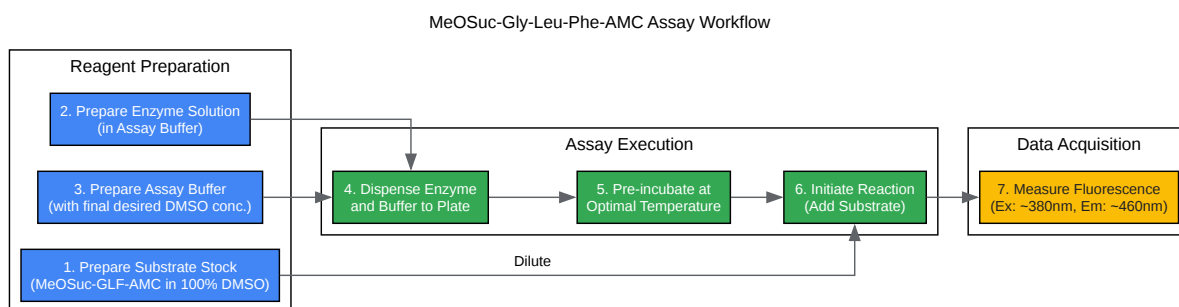 MeOSuc-Gly-Leu-Phe-AMC Assay Workflow
Reagent Preparation
2. Prepare Enzyme Solution
(in Assay Buffer)
3. Prepare Assay Buffer
(with final desired DMSO conc.)
1. Prepare Substrate Stock
(MeOSuc-GLF-AMC in 100% DMSO)
Dilute
Assay Execution
4. Dispense Enzyme
and Buffer to Plate
5. Pre-incubate at
Optimal Temperature
6. Initiate Reaction
(Add Substrate)
Data Acquisition
7. Measure Fluorescence
(Ex: ~380nm, Em: ~460nm)